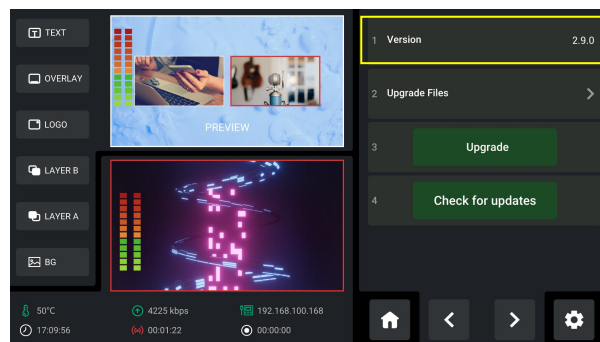 TEXT
OVERLAY
LOGO
LAYER B
LAYER A
BG
PREVIEW
50°C
4225 kbps
192.168.100.168
17:09:56
00:01:22
00:00:00
1 Version 2.9.0
2 Upgrade Files
3 Upgrade
4 Check for updates